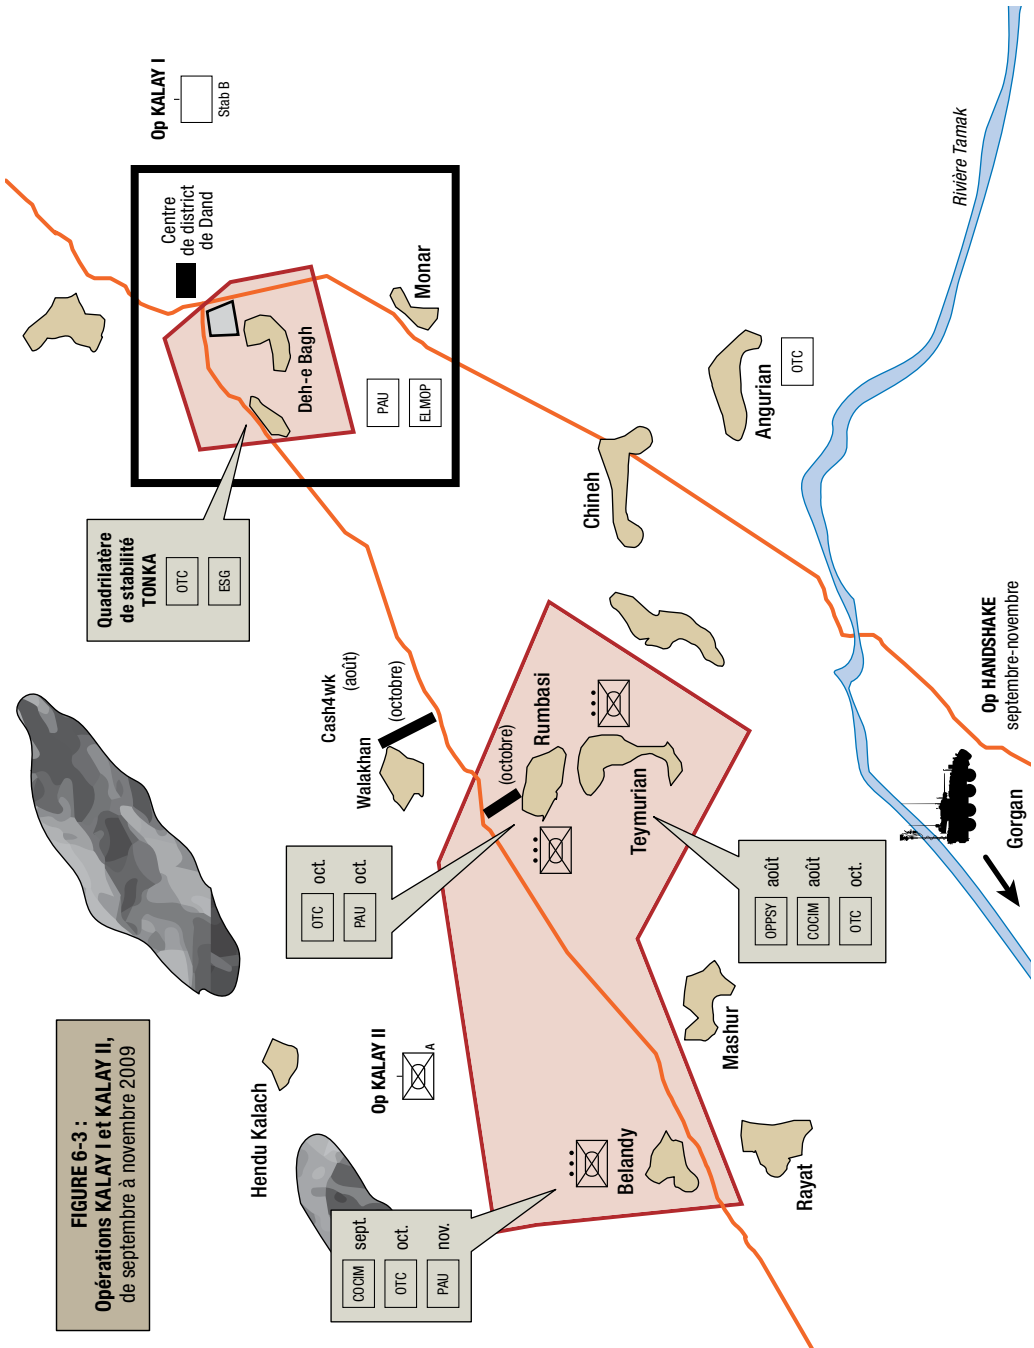 FIGURE 6-3 :
Opérations KALAY I et KALAY II,
de septembre à novembre 2009
Hendu Kalach
COCIM sept.
OTC oct.
PAU nov.
Op KALAY II
A
Belandy
Rayat
Mashur
OTC oct.
PAU oct.
Walakhan
Cash4wk
(août)
(octobre)
(octobre)
Rumbasi
Teymurian
OPPSY août
COCIM août
OTC oct.
Quadrilatère
de stabilité
TONKA
OTC
ESG
Op KALAY I
I
Stab B
Centre
de district
de Dand
Deh-e Bagh
Monar
PAU
ELMOP
Chineh
Angurian
OTC
Rivière Tamak
Op HANDSHAKE
septembre-novembre
Gorgan